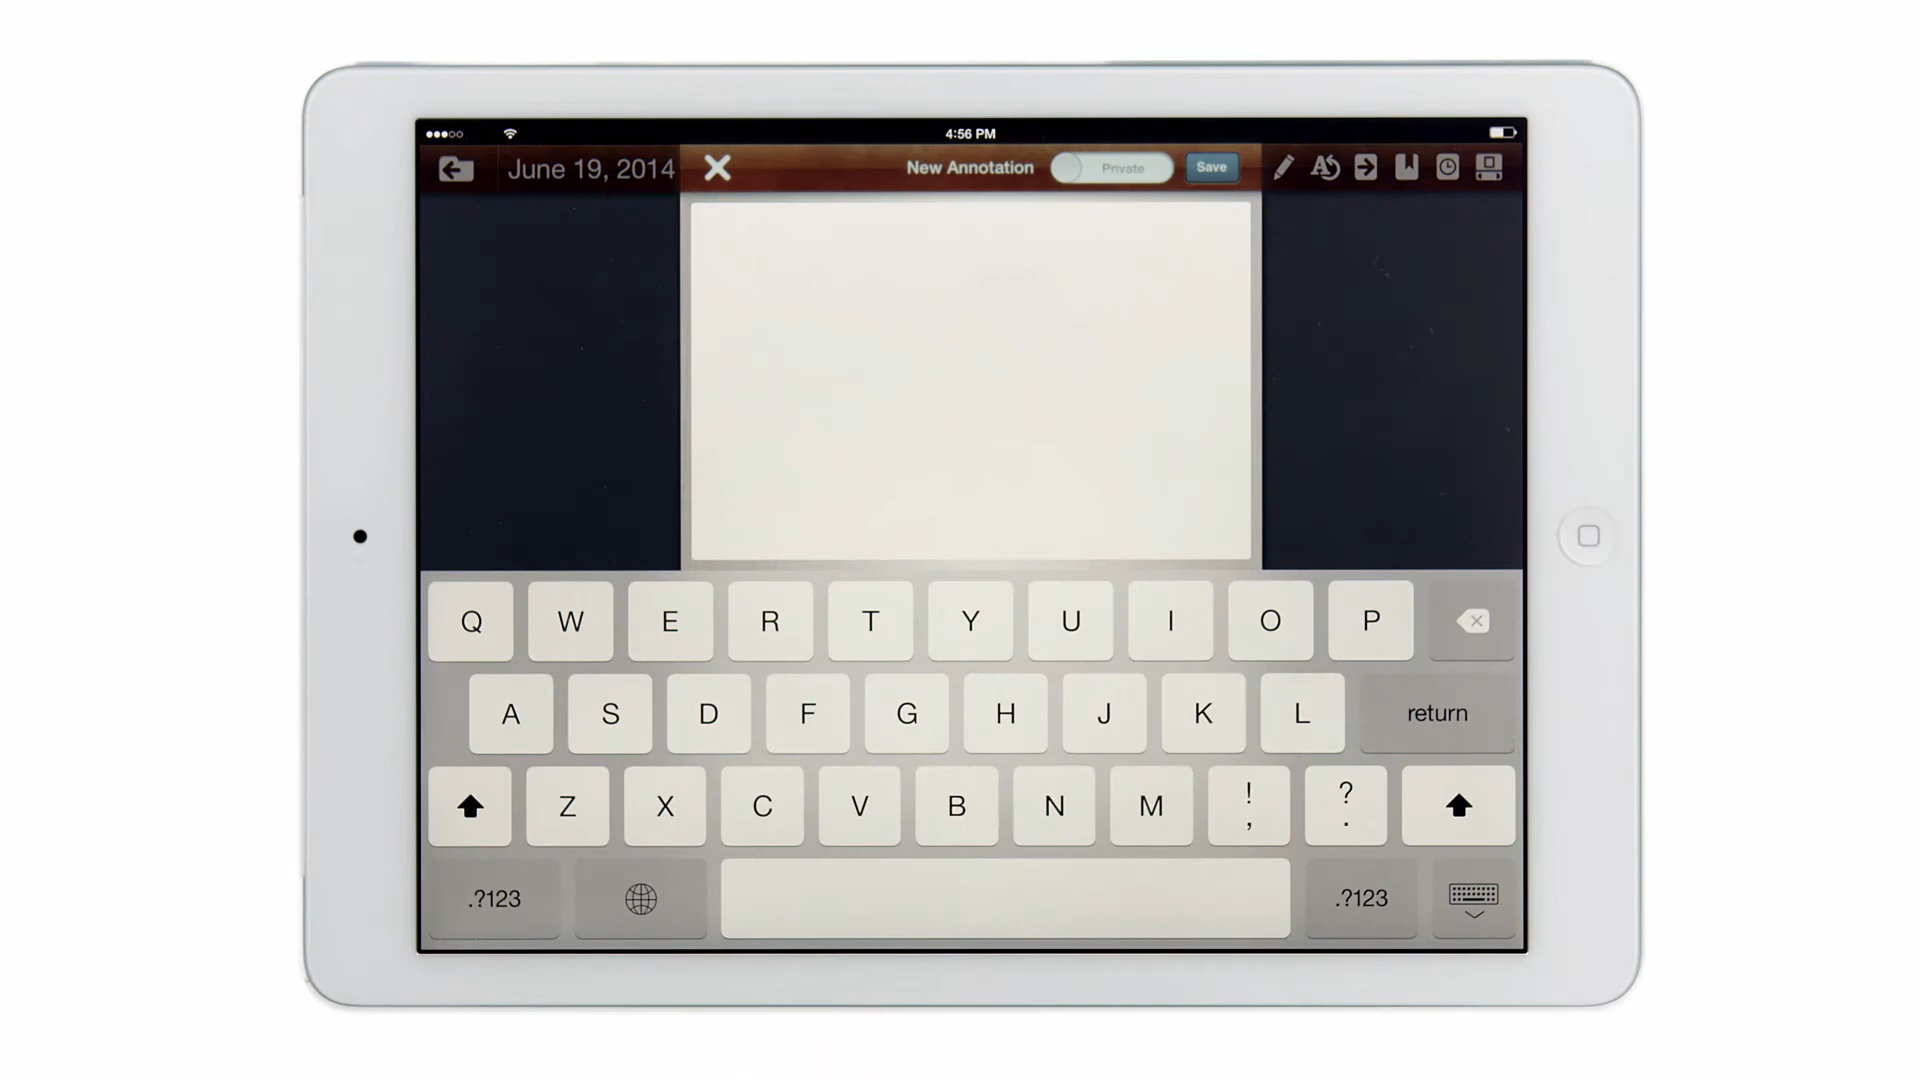 4:56 PM
June 19, 2014 New Annotation Private Save
Q W E R T Y U I O P
A S D F G H J K L return
Z X C V B N M ! , ? .
.?123 .?123